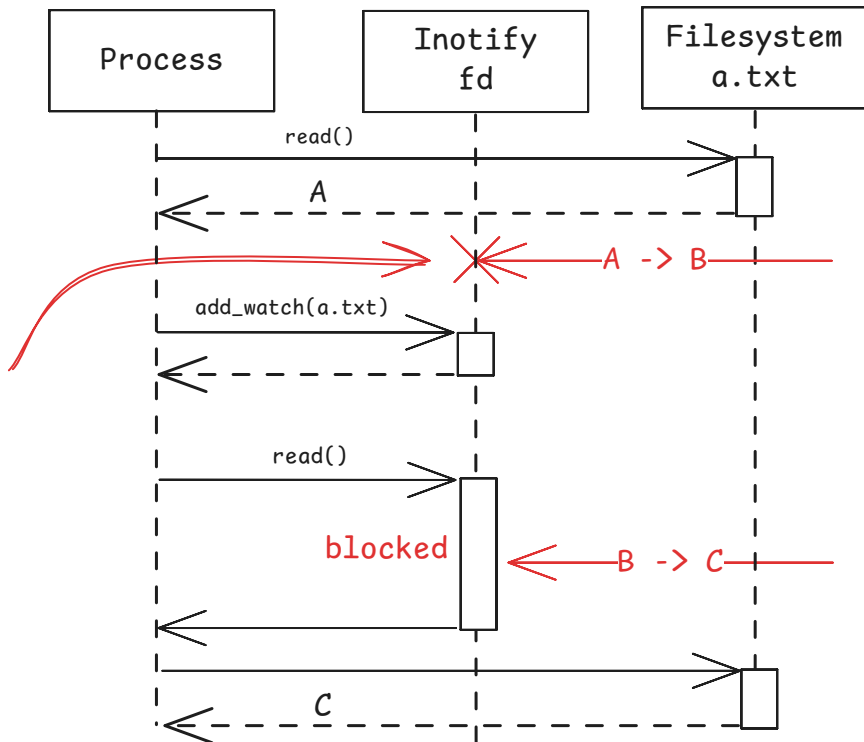 Process
Inotify
fd
Filesystem
a.txt
read()
A
A -> B
add_watch(a.txt)
read()
blocked
B -> C
C